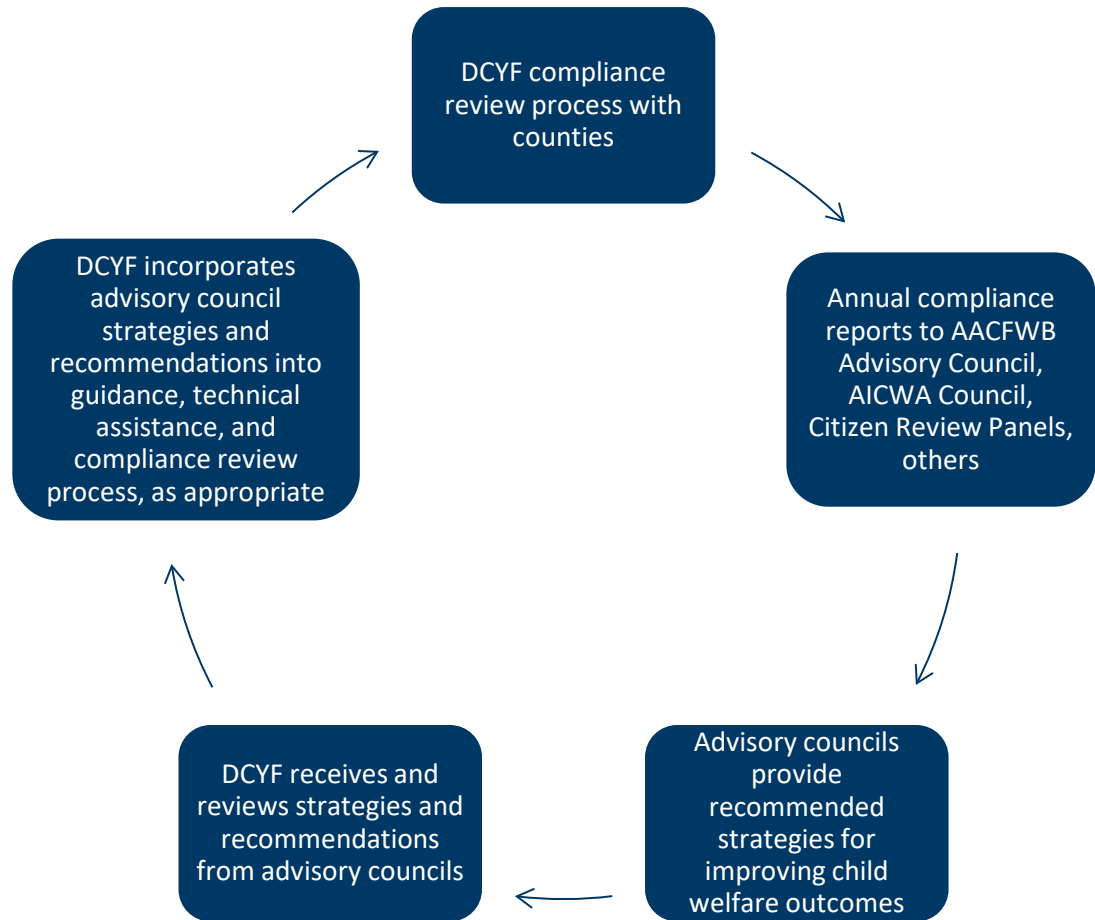 DCYF compliance
review process with
counties
Annual compliance
reports to AACFWB
Advisory Council,
AICWA Council,
Citizen Review Panels,
others
Advisory councils
provide
recommended
strategies for
improving child
welfare outcomes
DCYF receives and
reviews strategies and
recommendations
from advisory councils
DCYF incorporates
advisory council
strategies and
recommendations into
guidance, technical
assistance, and
compliance review
process, as appropriate